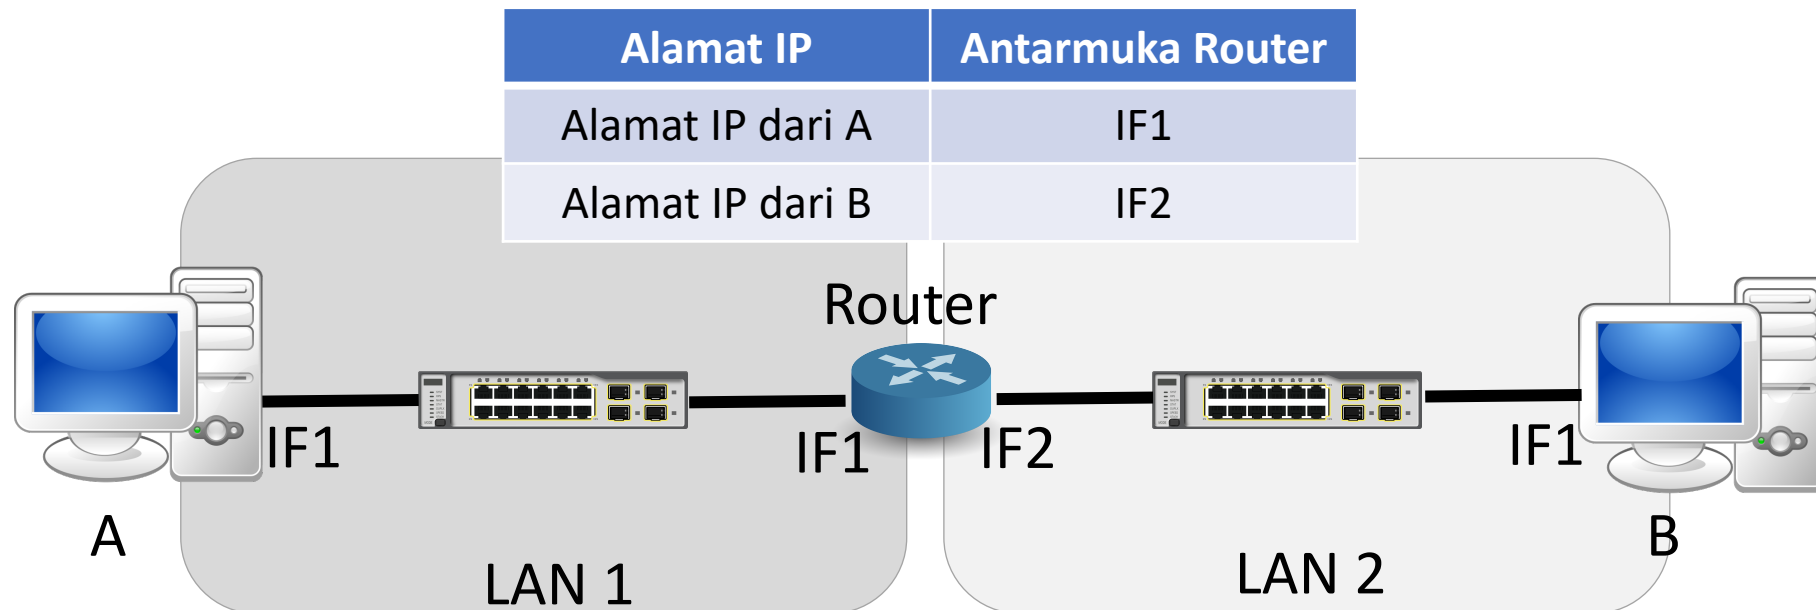 Alamat IP Antarmuka Router
Alamat IP dari A IF1
Alamat IP dari B IF2
Router
IF1 IF1 IF2 IF1
A B
LAN 1 LAN 2